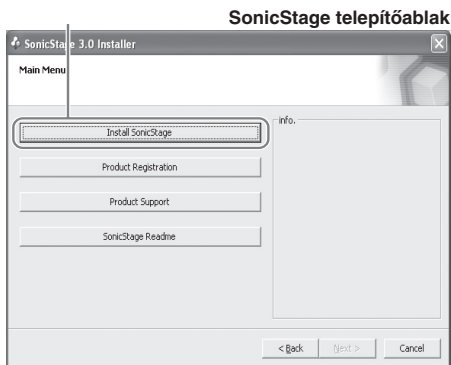 SonicStage telepítőablak
SonicStage 3.0 Installer
Main Menu
Install SonicStage
info.
Product Registration
Product Support
SonicStage Readme
< Back
Next >
Cancel